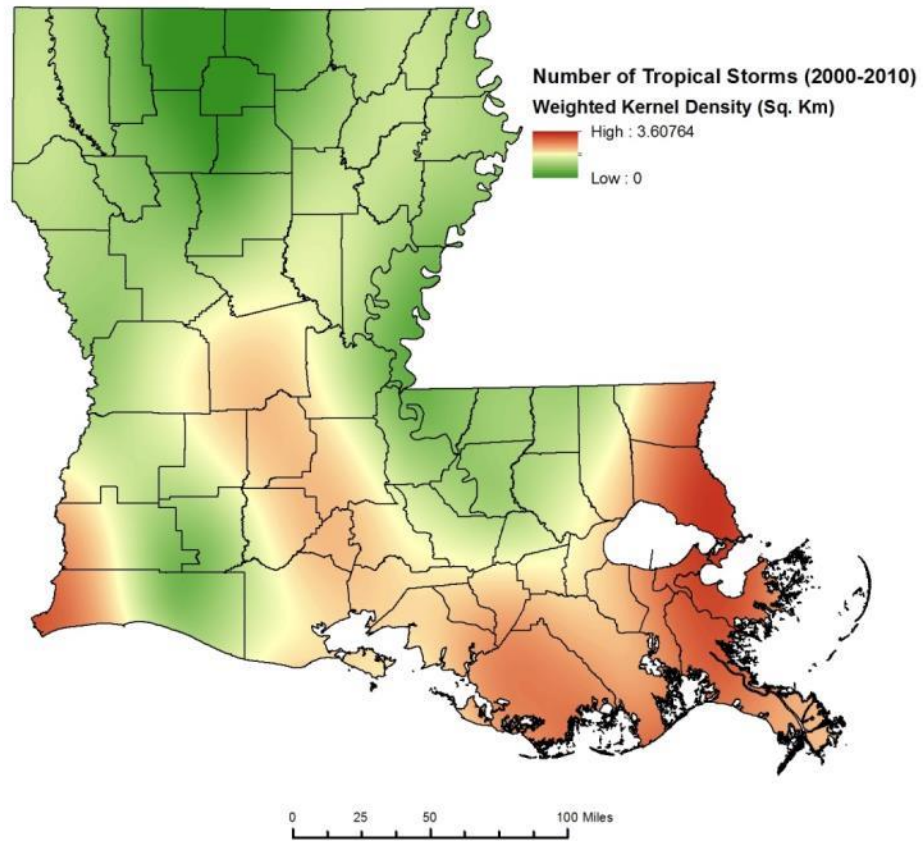 Number of Tropical Storms (2000-2010)
Weighted Kernel Density (Sq. Km)
High : 3.60764
Low : 0
0 25 50 100 Miles